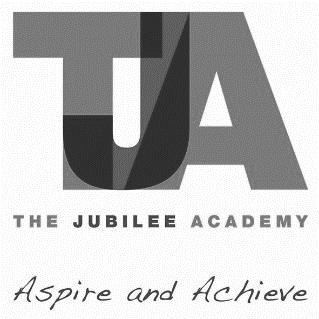 TJA
THE JUBILEE ACADEMY
Aspire and Achieve